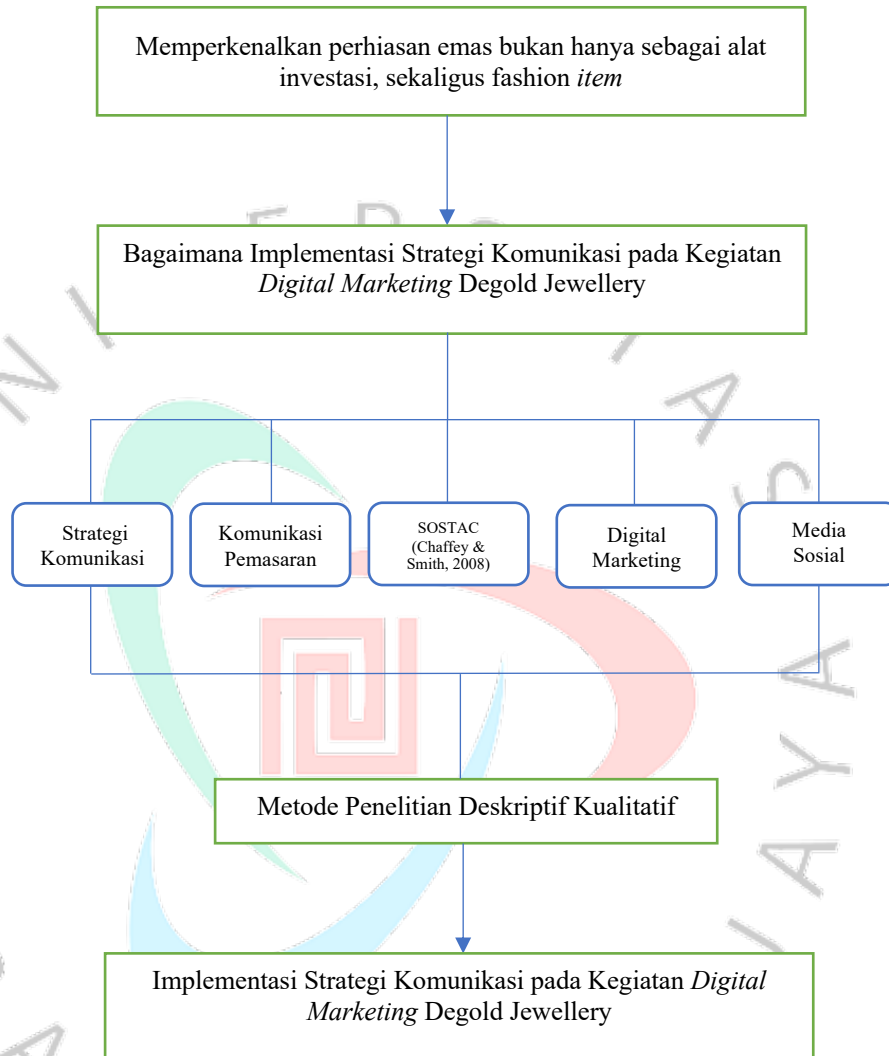 Memperkenalkan perhiasan emas bukan hanya sebagai alat
investasi, sekaligus fashion item
Bagaimana Implementasi Strategi Komunikasi pada Kegiatan
Digital Marketing Degold Jewellery
Strategi
Komunikasi
Komunikasi
Pemasaran
SOSTAC
(Chaffey &
Smith, 2008)
Digital
Marketing
Media
Sosial
Metode Penelitian Deskriptif Kualitatif
Implementasi Strategi Komunikasi pada Kegiatan Digital
Marketing Degold Jewellery